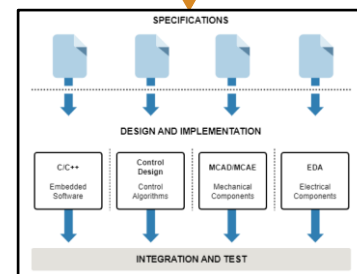 SPECIFICATIONS
DESIGN AND IMPLEMENTATION
C/C++
Embedded
Software
Control
Design
Control
Algorithms
MCAD/MCAE
Mechanical
Components
EDA
Electrical
Components
INTEGRATION AND TEST